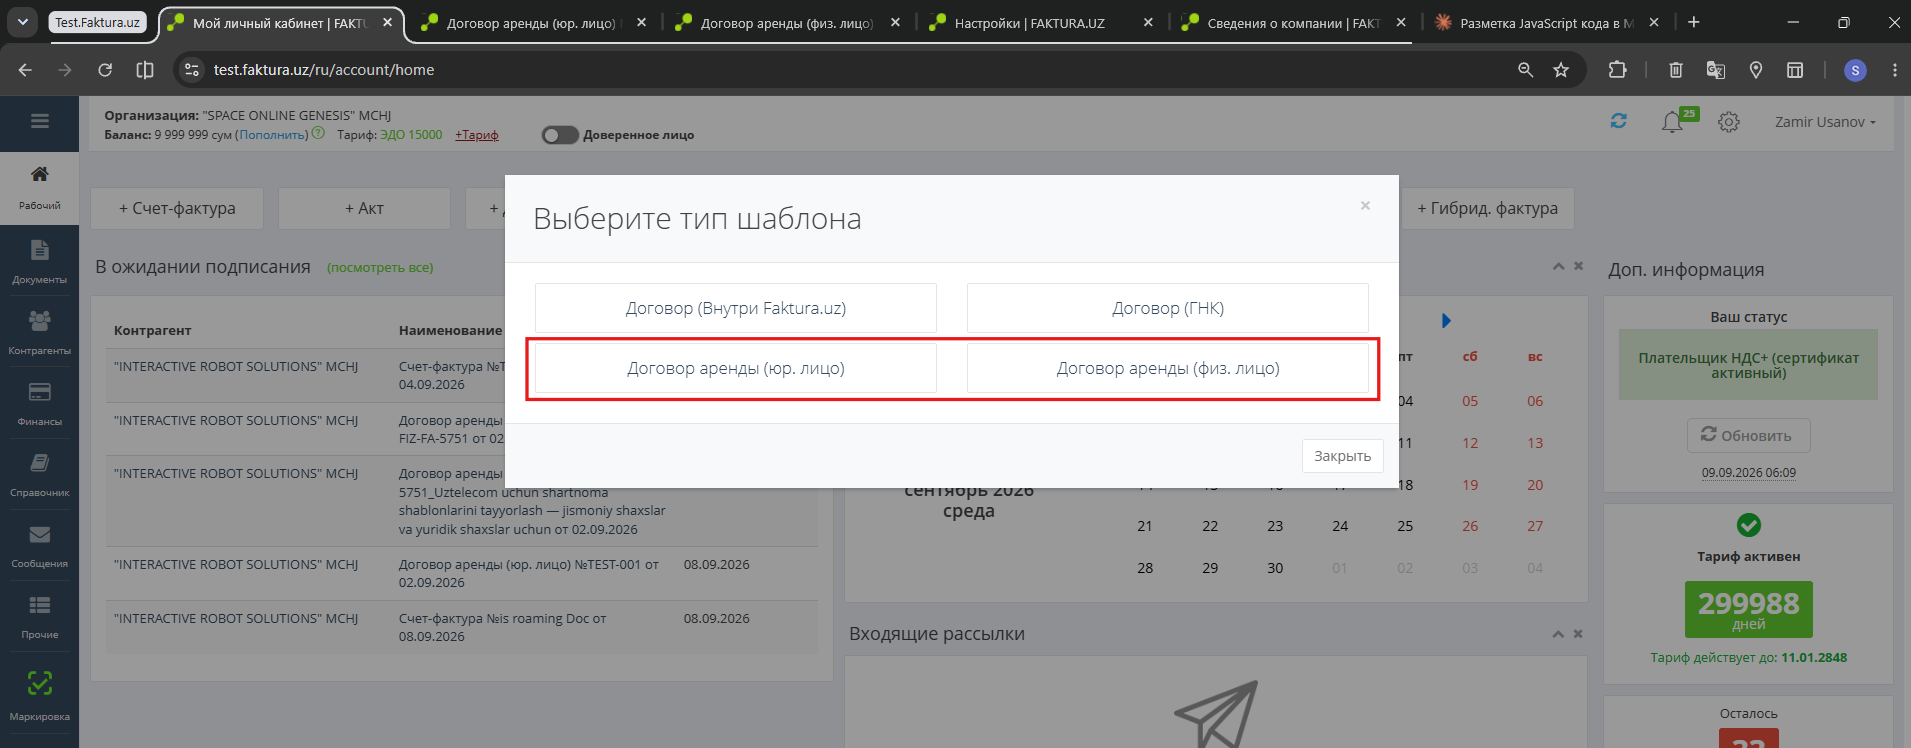 Test.Faktura.uz
Мой личный кабинет | FAKTU
Договор аренды (юр. лицо)
Договор аренды (физ. лицо)
Настройки | FAKTURA.UZ
Сведения о компании | FAKT
Разметка JavaScript кода в M
test.faktura.uz/ru/account/home
S
Организация: "SPACE ONLINE GENESIS" MCHJ
Баланс: 9 999 999 сум (Пополнить) ? Тариф: ЭДО 15000 +Тариф
Доверенное лицо
25
Zamir Usanov
Рабочий
Документы
Контрагенты
Финансы
Справочник
Сообщения
Прочие
Маркировка
+ Счет-фактура
+ Акт
+
+ Гибрид. фактура
Выберите тип шаблона
×
Договор (Внутри Faktura.uz)
Договор (ГНК)
Договор аренды (юр. лицо)
Договор аренды (физ. лицо)
Закрыть
В ожидании подписания (посмотреть все)
Контрагент Наименование
"INTERACTIVE ROBOT SOLUTIONS" MCHJ Счет-фактура №T
04.09.2026
"INTERACTIVE ROBOT SOLUTIONS" MCHJ Договор аренды
FIZ-FA-5751 от 02
"INTERACTIVE ROBOT SOLUTIONS" MCHJ Договор аренды
5751_Uztelecom uchun shartnoma
shablonlarini tayyorlash — jismoniy shaxslar
va yuridik shaxslar uchun от 02.09.2026
"INTERACTIVE ROBOT SOLUTIONS" MCHJ Договор аренды (юр. лицо) №TEST-001 от 08.09.2026
02.09.2026
"INTERACTIVE ROBOT SOLUTIONS" MCHJ Счет-фактура №is roaming Doc от 08.09.2026
08.09.2026
сентябрь 2026
среда
пт сб вс
04 05 06
11 12 13
18 19 20
21 22 23 24 25 26 27
28 29 30 01 02 03 04
Входящие рассылки
Доп. информация
Ваш статус
Плательщик НДС+ (сертификат
активный)
Обновить
09.09.2026 06:09
Тариф активен
299988
дней
Тариф действует до: 11.01.2848
Осталось